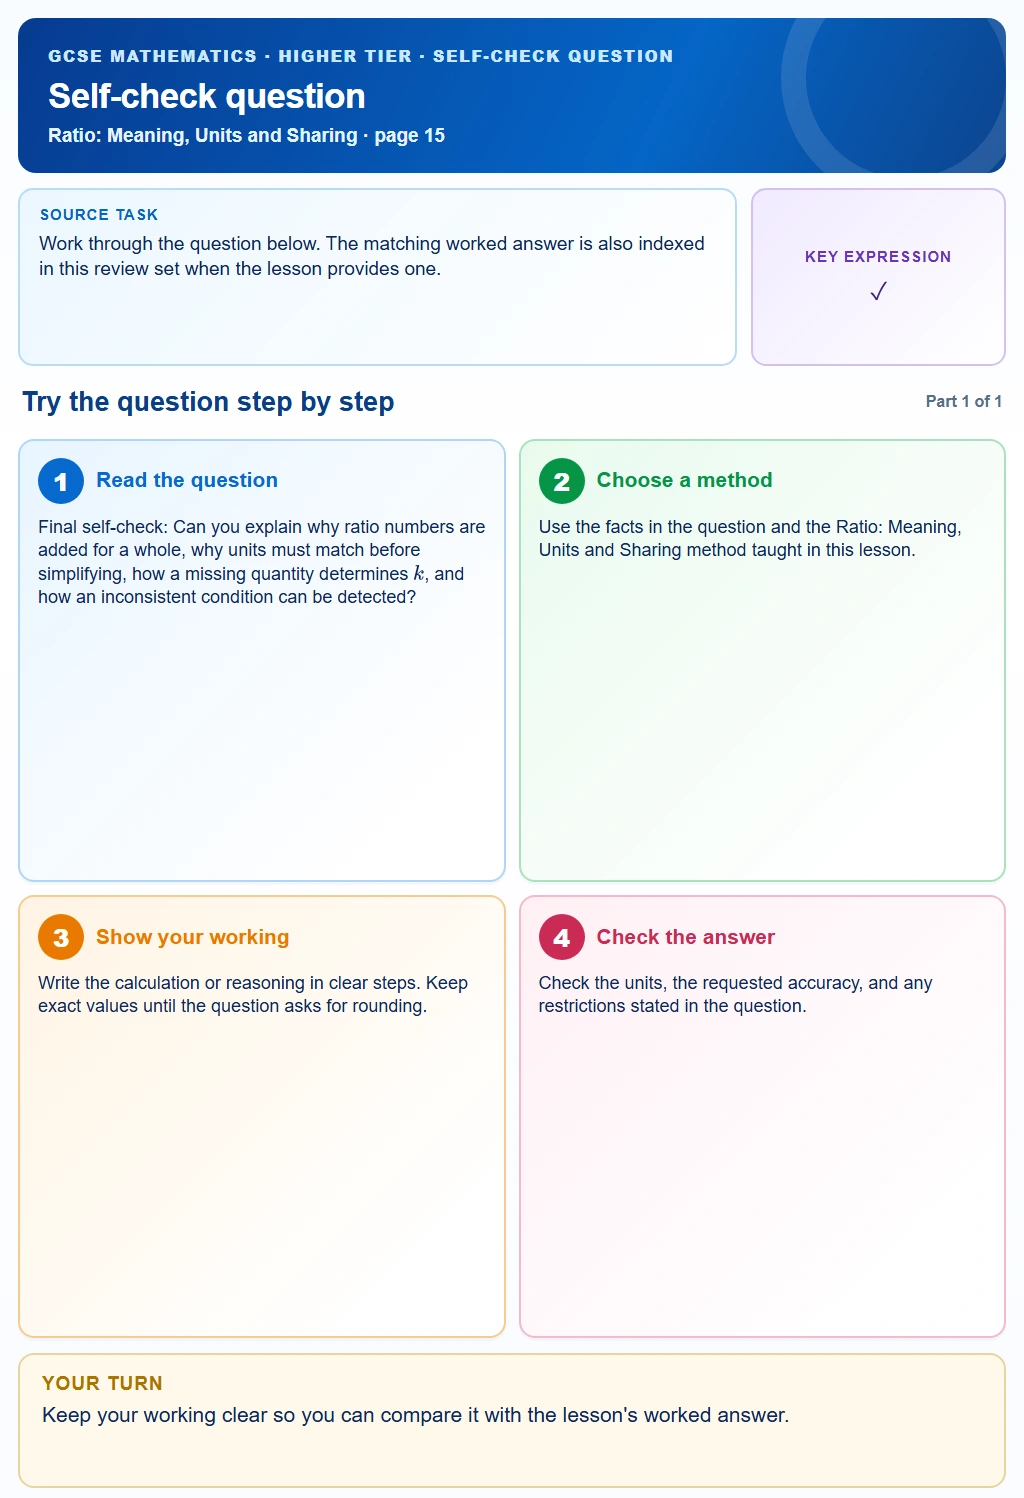 GCSE MATHEMATICS · HIGHER TIER · SELF-CHECK QUESTION
Self-check question
Ratio: Meaning, Units and Sharing · page 15
SOURCE TASK
Work through the question below. The matching worked answer is also indexed
in this review set when the lesson provides one.
KEY EXPRESSION
✓
Try the question step by step
Part 1 of 1
1 Read the question
Final self-check: Can you explain why ratio numbers are
added for a whole, why units must match before
simplifying, how a missing quantity determines k, and
how an inconsistent condition can be detected?
2 Choose a method
Use the facts in the question and the Ratio: Meaning,
Units and Sharing method taught in this lesson.
3 Show your working
Write the calculation or reasoning in clear steps. Keep
exact values until the question asks for rounding.
4 Check the answer
Check the units, the requested accuracy, and any
restrictions stated in the question.
YOUR TURN
Keep your working clear so you can compare it with the lesson's worked answer.